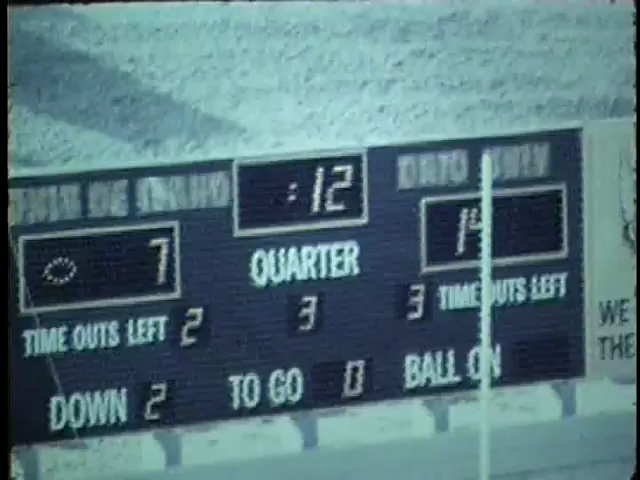 :12
7 14
QUARTER
TIME OUTS LEFT 2 3 3 TIME OUTS LEFT
DOWN 2 TO GO 0 BALL ON
WE
THE